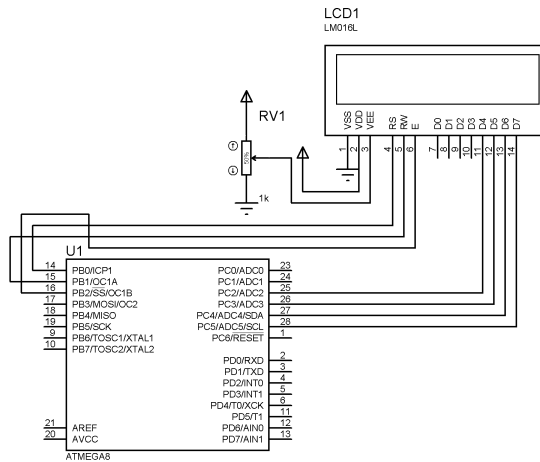 LCD1
LM016L
RV1
50%
1k
VSS
VDD
VEE
RS
RW
E
D0
D1
D2
D3
D4
D5
D6
D7
1
2
3
4
5
6
7
8
9
10
11
12
13
14
U1
14 PB0/ICP1 PC0/ADC0 23
15 PB1/OC1A PC1/ADC1 24
16 PB2/SS/OC1B PC2/ADC2 25
17 PB3/MOSI/OC2 PC3/ADC3 26
18 PB4/MISO PC4/ADC4/SDA 27
19 PB5/SCK PC5/ADC5/SCL 28
9 PB6/TOSC1/XTAL1 PC6/RESET 1
10 PB7/TOSC2/XTAL2
PD0/RXD 2
PD1/TXD 3
PD2/INT0 4
PD3/INT1 5
PD4/T0/XCK 6
PD5/T1 11
21 AREF PD6/AIN0 12
20 AVCC PD7/AIN1 13
ATMEGA8